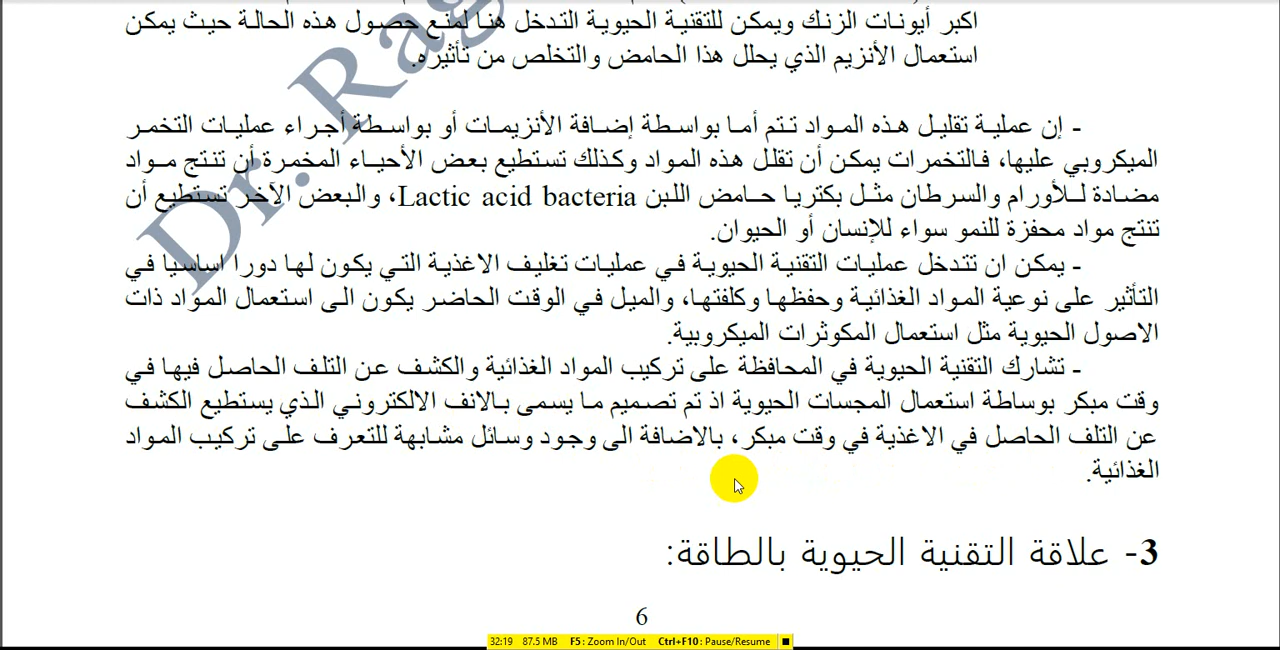 اكبر أيونات الزنك ويمكن للتقنية الحيوية التدخل هنا لمنع حصول هذه الحالة حيث يمكن
استعمال الأنزيم الذي يحلل هذا الحامض والتخلص من تأثيره.
- إن عملية تقليل هذه المواد تتم أما بواسطة إضافة الأنزيمات أو بواسطة أجراء عمليات التخمر
الميكروبي عليها، فالتخمرات يمكن أن تقلل هذه المواد وكذلك تستطيع بعض الأحياء المخمرة أن تنتج مواد
مضادة للأورام والسرطان مثل بكتريا حامض اللبن Lactic acid bacteria، والبعض الآخر تستطيع أن
تنتج مواد محفزة للنمو سواء للإنسان أو الحيوان.
- يمكن ان تتدخل عمليات التقنية الحيوية في عمليات تغليف الاغذية التي يكون لها دورا اساسيا في
التأثير على نوعية المواد الغذائية وحفظها وكلفتها، والميل في الوقت الحاضر يكون الى استعمال المواد ذات
الاصول الحيوية مثل استعمال المكوثرات الميكروبية.
- تشارك التقنية الحيوية في المحافظة على تركيب المواد الغذائية والكشف عن التلف الحاصل فيها في
وقت مبكر بوساطة استعمال المجسات الحيوية اذ تم تصميم ما يسمى بالانف الالكتروني الذي يستطيع الكشف
عن التلف الحاصل في الاغذية في وقت مبكر، بالاضافة الى وجود وسائل مشابهة للتعرف على تركيب المواد
الغذائية.
3- علاقة التقنية الحيوية بالطاقة:
6
Dr. Rag
32:19 87.5 MB F5: Zoom In/Out Ctrl+F10: Pause/Resume